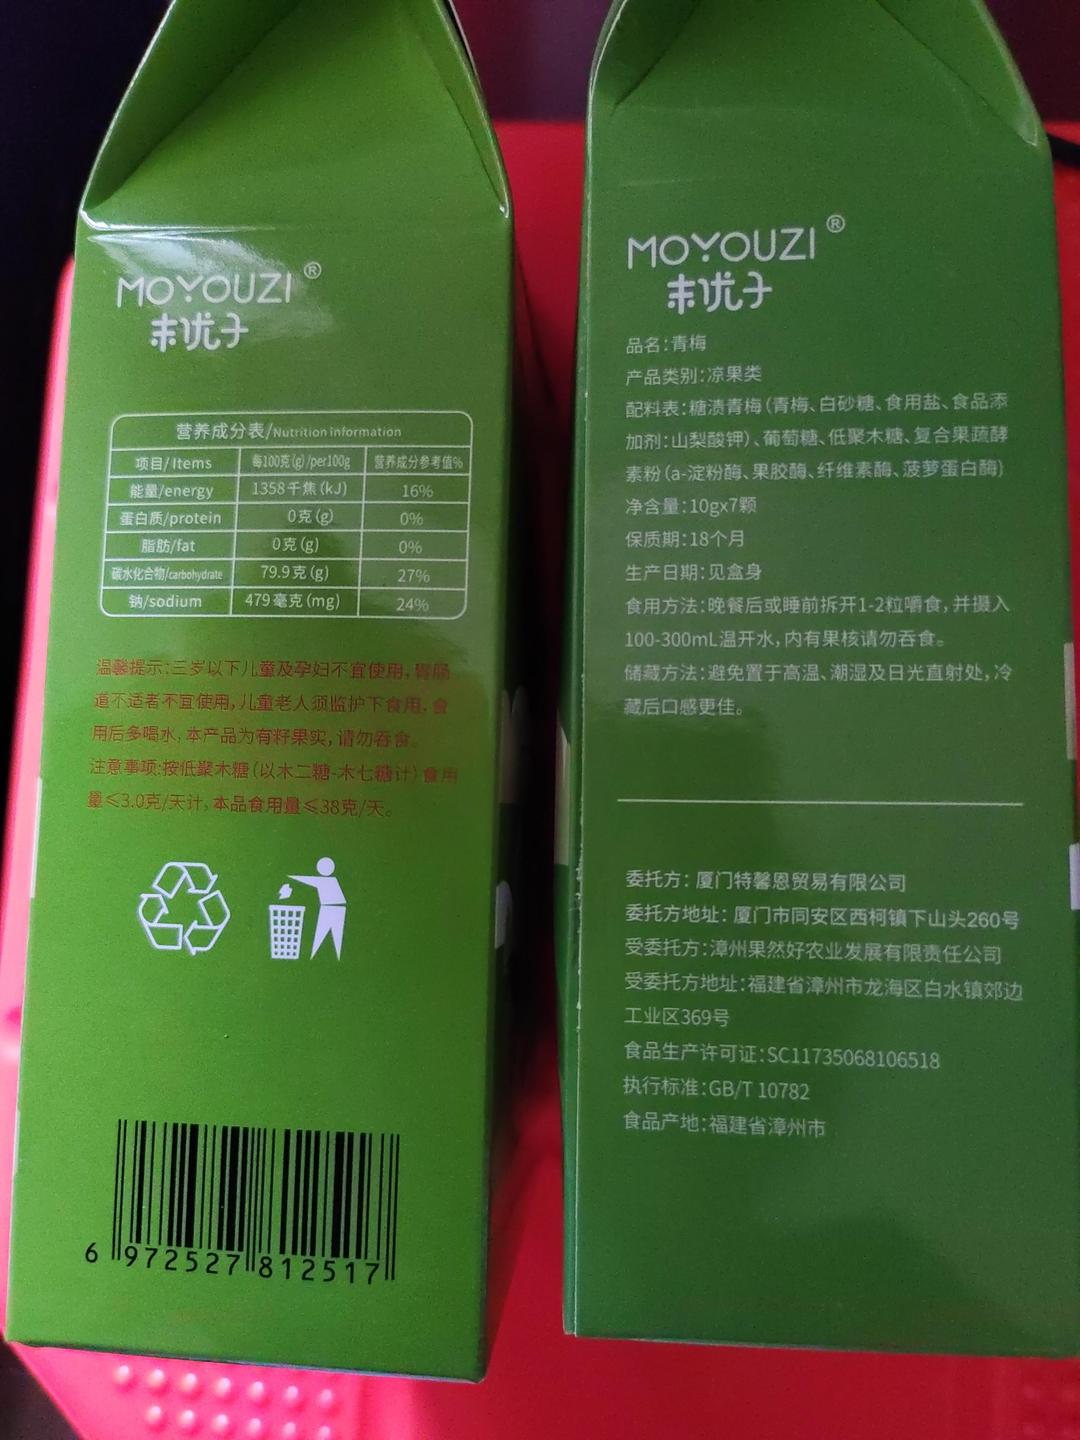 MOYOUZI®
耒优子
营养成分表/Nutrition information
项目/Items 每100克(g)/per100g 营养成分参考值%
能量/energy 1358千焦(kJ) 16%
蛋白质/protein 0克(g) 0%
脂肪/fat 0克(g) 0%
碳水化合物/carbohydrate 79.9克(g) 27%
钠/sodium 479毫克(mg) 24%
温馨提示:三岁以下儿童及孕妇不宜使用,胃肠
道不适者不宜使用,儿童老人须监护下食用,食
用后多喝水,本产品为有籽果实,请勿吞食。
注意事项:按低聚木糖(以木二糖-木七糖计)食用
量≤3.0克/天计,本品食用量≤38克/天。
6 972527 812517
MOYOUZI®
耒优子
品名:青梅
产品类别:凉果类
配料表:糖渍青梅(青梅、白砂糖、食用盐、食品添
加剂:山梨酸钾)、葡萄糖、低聚木糖、复合果蔬酵
素粉(a-淀粉酶、果胶酶、纤维素酶、菠萝蛋白酶)
净含量:10gx7颗
保质期:18个月
生产日期:见盒身
食用方法:晚餐后或睡前拆开1-2粒嚼食,并摄入
100-300mL温开水,内有果核请勿吞食。
储藏方法:避免置于高温、潮湿及日光直射处,冷
藏后口感更佳。
委托方:厦门特馨恩贸易有限公司
委托方地址:厦门市同安区西柯镇下山头260号
受委托方:漳州果然好农业发展有限责任公司
受委托方地址:福建省漳州市龙海区白水镇郊边
工业区369号
食品生产许可证:SC11735068106518
执行标准:GB/T 10782
食品产地:福建省漳州市